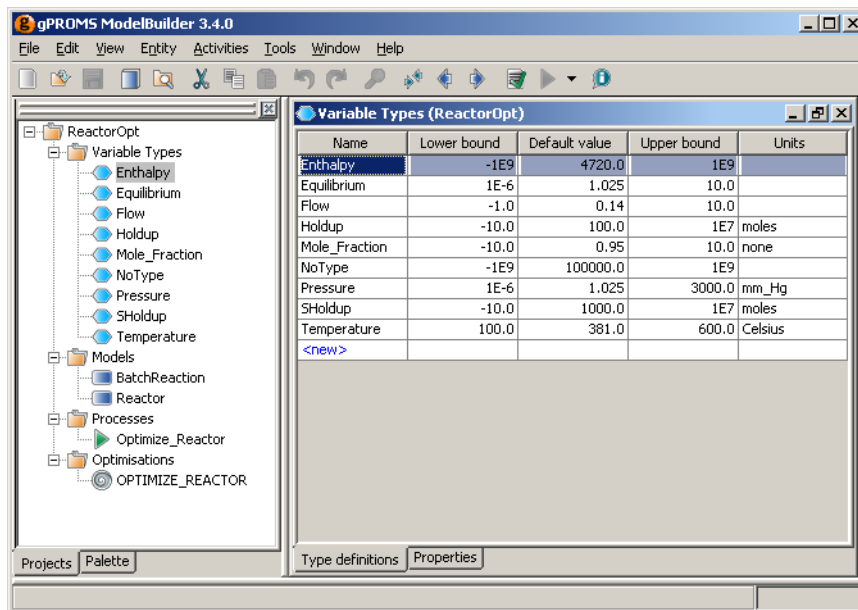 gPROMS ModelBuilder 3.4.0
File Edit View Entity Activities Tools Window Help
ReactorOpt
Variable Types
Enthalpy
Equilibrium
Flow
Holdup
Mole_Fraction
NoType
Pressure
SHoldup
Temperature
Models
BatchReaction
Reactor
Processes
Optimize_Reactor
Optimisations
OPTIMIZE_REACTOR
Projects Palette
Variable Types (ReactorOpt)
Name Lower bound Default value Upper bound Units
Enthalpy -1E9 4720.0 1E9
Equilibrium 1E-6 1.025 10.0
Flow -1.0 0.14 10.0
Holdup -10.0 100.0 1E7 moles
Mole_Fraction -10.0 0.95 10.0 none
NoType -1E9 100000.0 1E9
Pressure 1E-6 1.025 3000.0 mm_Hg
SHoldup -10.0 1000.0 1E7 moles
Temperature 100.0 381.0 600.0 Celsius
<new>
Type definitions Properties